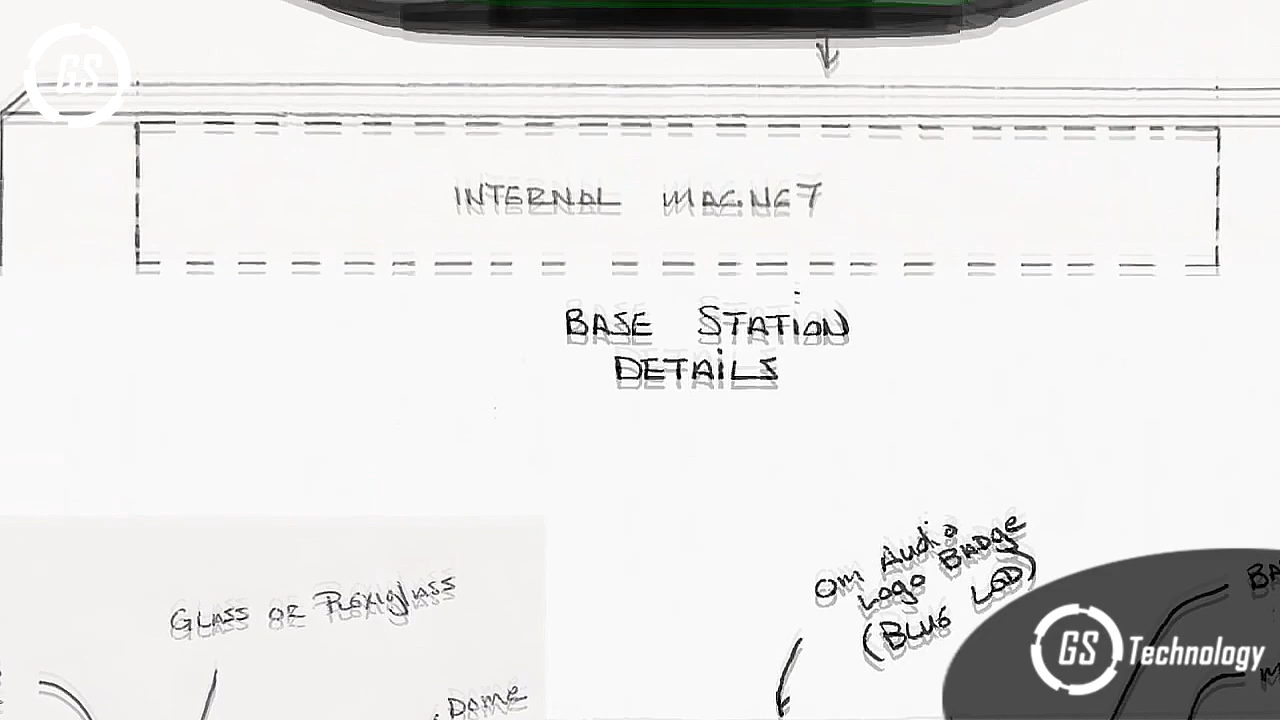 GS
INTERNAL MAGNET
BASE STATION
DETAILS
Om Audio
Logo Badge
(BLUE LED)
GLASS OR PLEXIGLASS
Dome
GS Technology